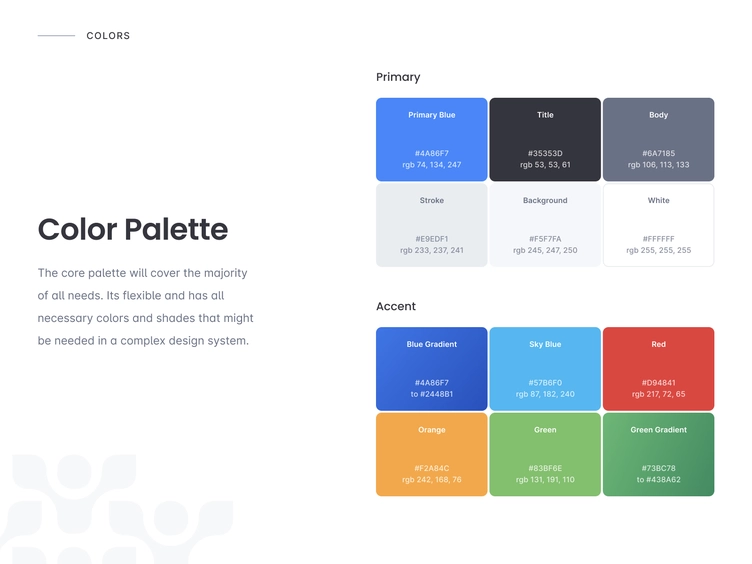 COLORS
Color Palette
The core palette will cover the majority
of all needs. Its flexible and has all
necessary colors and shades that might
be needed in a complex design system.
Primary
Primary Blue
#4A86F7
rgb 74, 134, 247
Title
#35353D
rgb 53, 53, 61
Body
#6A7185
rgb 106, 113, 133
Stroke
#E9EDF1
rgb 233, 237, 241
Background
#F5F7FA
rgb 245, 247, 250
White
#FFFFFF
rgb 255, 255, 255
Accent
Blue Gradient
#4A86F7
to #2448B1
Sky Blue
#57B6F0
rgb 87, 182, 240
Red
#D94841
rgb 217, 72, 65
Orange
#F2A84C
rgb 242, 168, 76
Green
#83BF6E
rgb 131, 191, 110
Green Gradient
#73BC78
to #438A62